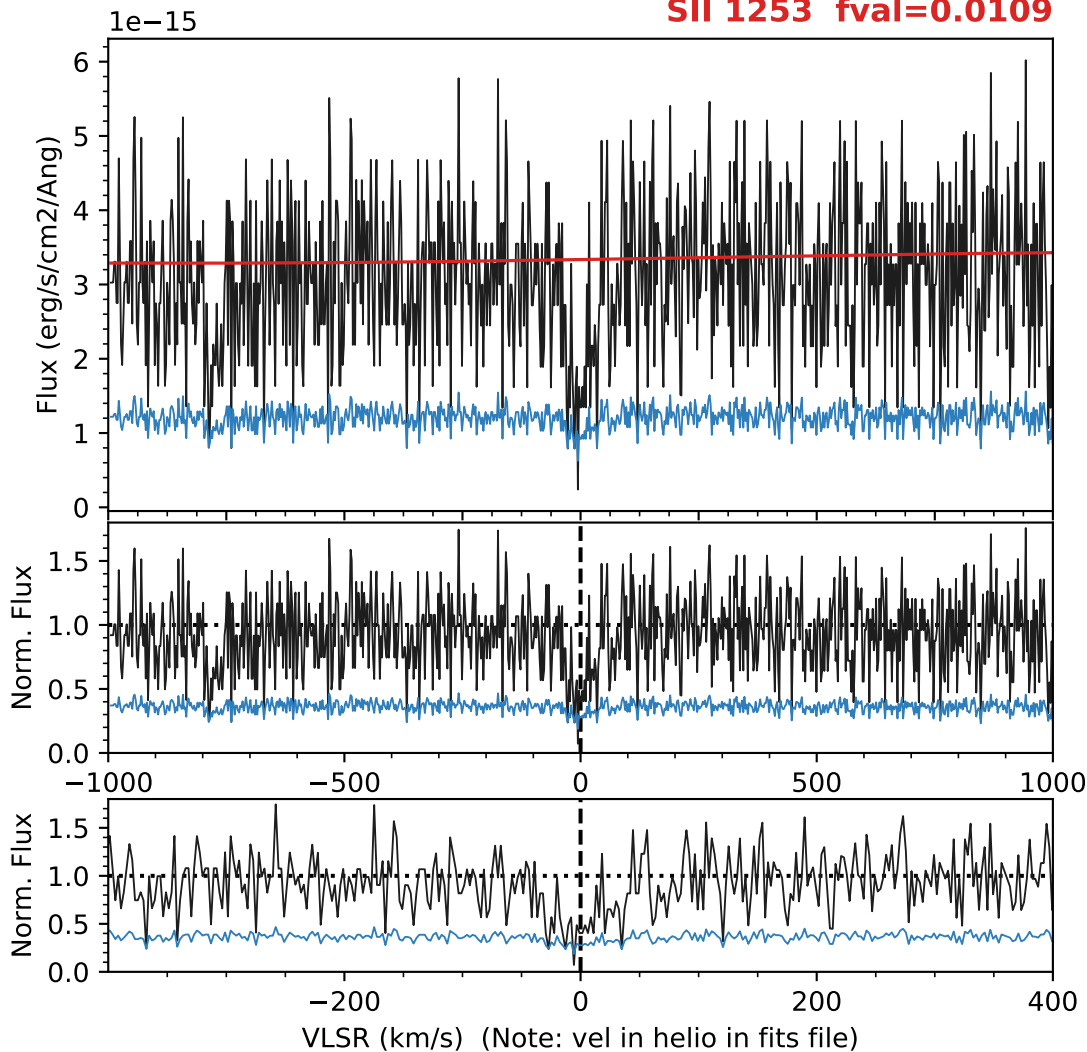 SII 1253 fval=0.0109
1e−15
6
5
4
3
2
1
0
Flux (erg/s/cm2/Ang)
1.5
1.0
0.5
0.0
Norm. Flux
−1000 −500 0 500 1000
1.5
1.0
0.5
0.0
Norm. Flux
−200 0 200 400
VLSR (km/s) (Note: vel in helio in fits file)